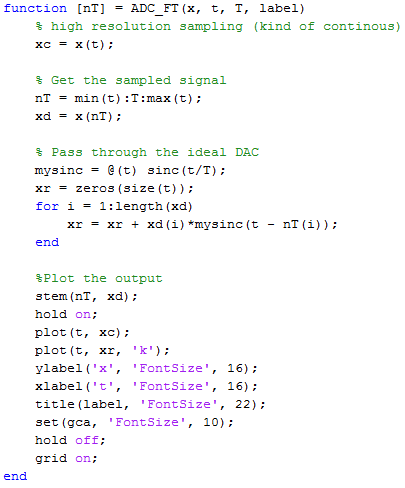 function [nT] = ADC_FT(x, t, T, label)
% high resolution sampling (kind of continous)
xc = x(t);
% Get the sampled signal
nT = min(t):T:max(t);
xd = x(nT);
% Pass through the ideal DAC
mysinc = @(t) sinc(t/T);
xr = zeros(size(t));
for i = 1:length(xd)
xr = xr + xd(i)*mysinc(t - nT(i));
end
%Plot the output
stem(nT, xd);
hold on;
plot(t, xc);
plot(t, xr, 'k');
ylabel('x', 'FontSize', 16);
xlabel('t', 'FontSize', 16);
title(label, 'FontSize', 22);
set(gca, 'FontSize', 10);
hold off;
grid on;
end